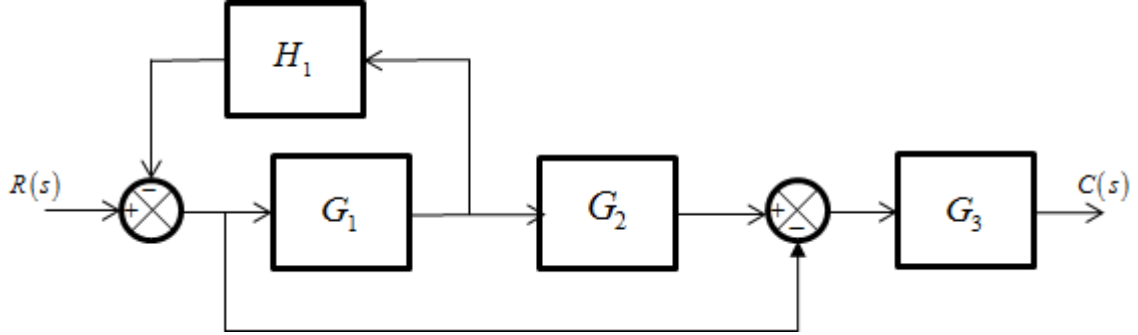 H₁
R(s)
−
+
G₁
G₂
+
−
G₃
C(s)